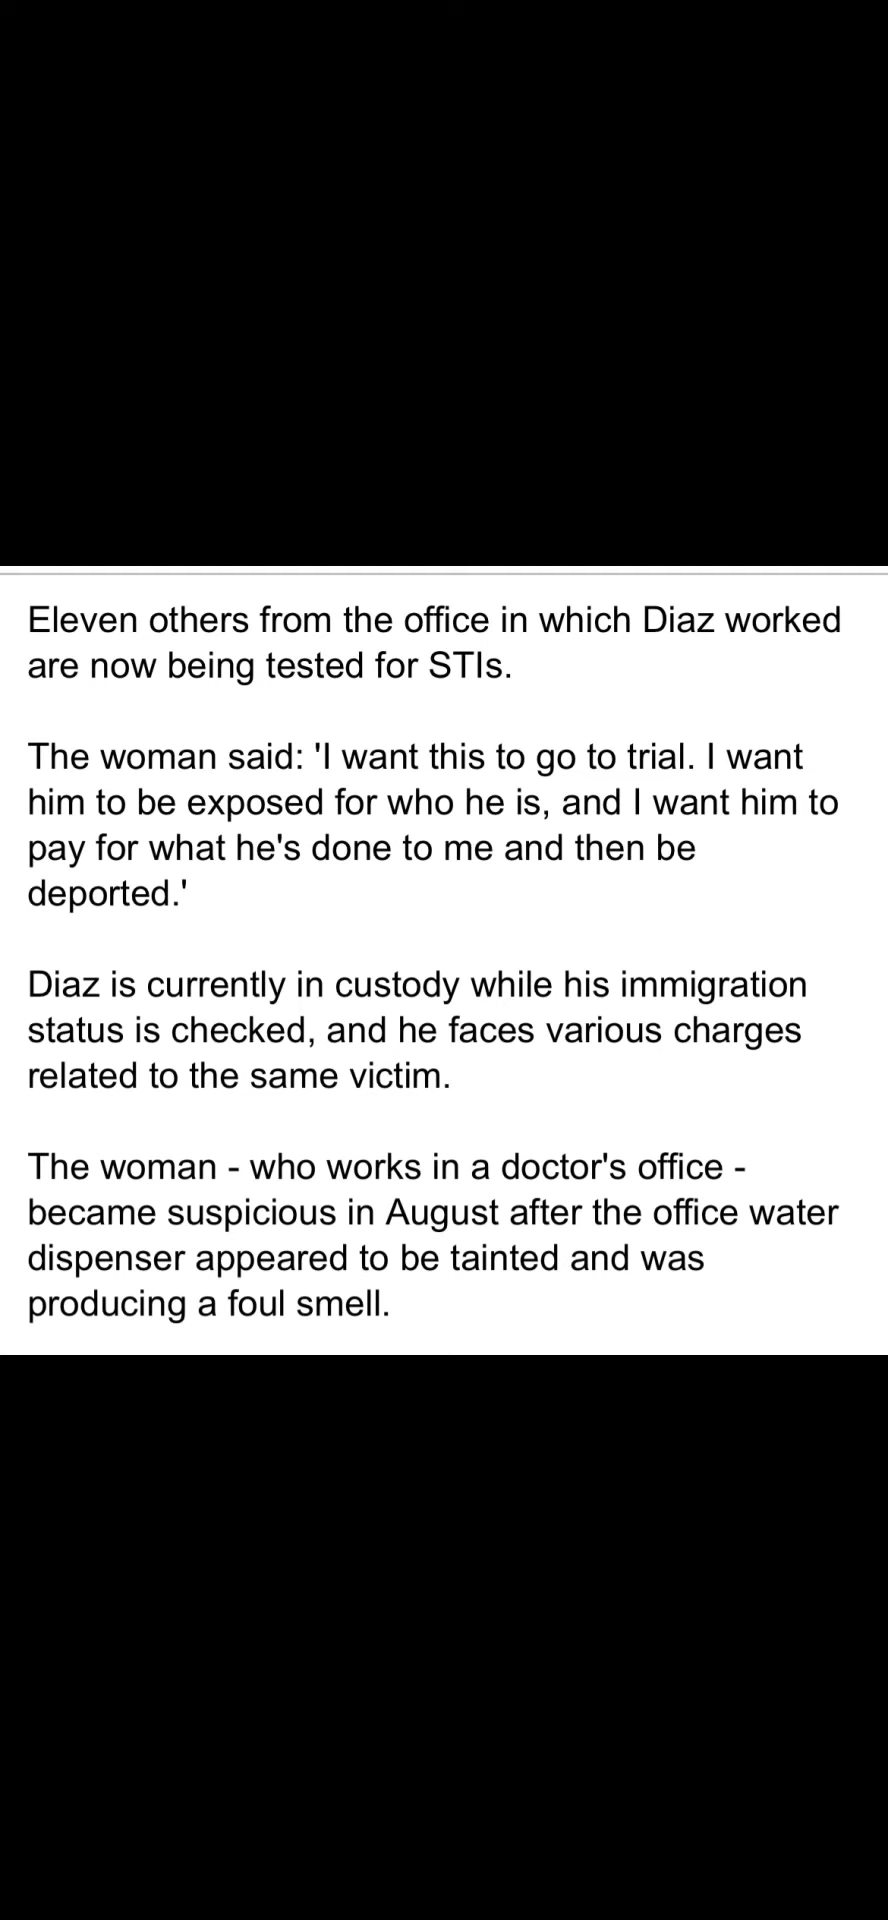 Eleven others from the office in which Diaz worked
are now being tested for STIs.
The woman said: 'I want this to go to trial. I want
him to be exposed for who he is, and I want him to
pay for what he's done to me and then be
deported.'
Diaz is currently in custody while his immigration
status is checked, and he faces various charges
related to the same victim.
The woman - who works in a doctor's office -
became suspicious in August after the office water
dispenser appeared to be tainted and was
producing a foul smell.